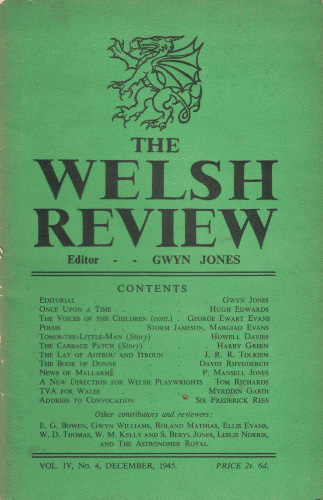 THE
WELSH
REVIEW
Editor - - GWYN JONES
CONTENTS
EDITORIAL . GWYN JONES
ONCE UPON A TIME . HUGH EDWARDS
THE VOICES OF THE CHILDREN (cont.) . GEORGE EWART EVANS
POEMS STORM JAMESON, MARGIAD EVANS
TOMOS-THE-LITTLE-MAN (Story) HOWELL DAVIES
THE CABBAGE PATCH (Story) . HARRY GREEN
THE LAY OF AOTROU AND ITROUN . J. R. R. TOLKIEN
THE BOOK OF DONNE . DAVID RHYDDERCH
NEWS OF MALLARMÉ P. MANSELL JONES
A NEW DIRECTION FOR WELSH PLAYWRIGHTS . TOM RICHARDS
TVA FOR WALES . MYRDDIN GARDI
ADDRESS TO CONVOCATION . SIR FREDERICK REES
Other contributors and reviewers:
E. G. BOWEN, GWYN WILLIAMS, ROLAND MATHIAS, ELLIS EVANS,
W. D. THOMAS, W. M. KELLY AND S. BERYL JONES, LESLIE NORRIS,
AND THE ASTRONOMER ROYAL.
VOL. IV, No. 4, DECEMBER, 1945. PRICE 2s. 6d.